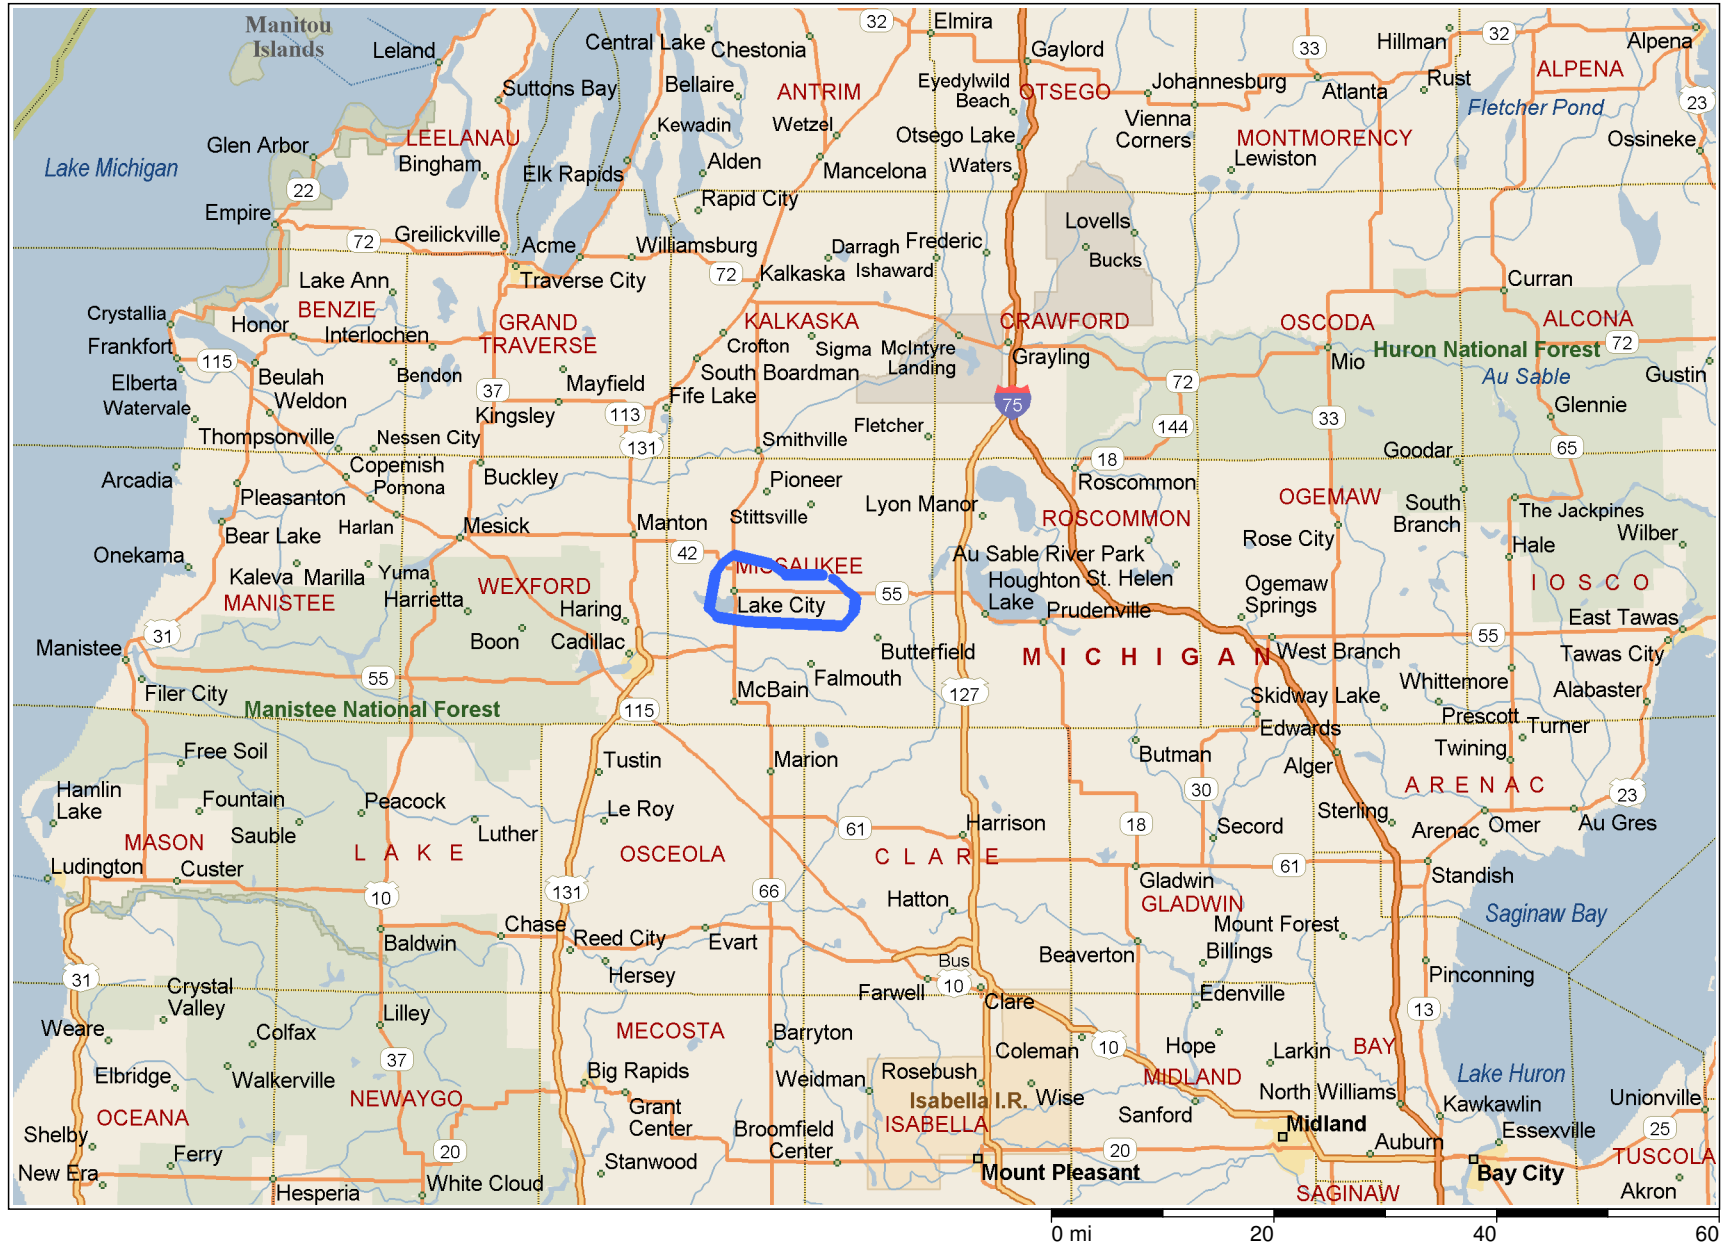 Manitou
Islands
Leland
Central Lake
Chestonia
32
Elmira
Gaylord
33
Hillman
32
Alpena
Suttons Bay
Bellaire
ANTRIM
Eyedylwild
Beach
OTSEGO
Johannesburg
Atlanta
Rust
ALPENA
Fletcher Pond
23
Glen Arbor
LEELANAU
Bingham
Kewadin
Wetzel
Otsego Lake
Vienna
Corners
MONTMORENCY
Ossineke
Lake Michigan
22
Elk Rapids
Alden
Mancelona
Waters
Lewiston
Empire
Rapid City
Lovells
72
Greilickville
Acme
Williamsburg
Darragh
Frederic
Bucks
Lake Ann
Traverse City
72
Kalkaska
Ishaward
Curran
Crystallia
BENZIE
Honor
Interlochen
GRAND
TRAVERSE
KALKASKA
CRAWFORD
OSCODA
ALCONA
Frankfort
115
Crofton
Sigma
McIntyre
Landing
Grayling
Mio
Huron National Forest
72
Elberta
Beulah
Bendon
Mayfield
South Boardman
72
Au Sable
Gustin
Watervale
Weldon
37
Kingsley
113
Fife Lake
75
33
Glennie
Thompsonville
Nessen City
131
Smithville
Fletcher
144
Goodar
65
Arcadia
Copemish
Pomona
Buckley
Pioneer
18
Roscommon
Pleasanton
Harlan
Stittsville
Lyon Manor
ROSCOMMON
OGEMAW
South
Branch
The Jackpines
Bear Lake
Mesick
Manton
Rose City
Hale
Wilber
Onekama
42
MISSAUKEE
Au Sable River Park
Kaleva
Marilla
Yuma
WEXFORD
55
Houghton
Lake
St. Helen
Ogemaw
Springs
IOSCO
MANISTEE
Harrietta
Haring
Lake City
Prudenville
East Tawas
Manistee
31
Boon
Cadillac
Butterfield
MICHIGAN
West Branch
55
Tawas City
Filer City
55
Falmouth
127
Skidway Lake
Whittemore
Alabaster
Manistee National Forest
115
McBain
Edwards
Prescott
Turner
Free Soil
Tustin
Marion
Butman
Alger
Twining
Hamlin
Lake
Fountain
Peacock
Le Roy
30
ARENAC
23
Sauble
Luther
61
Harrison
18
Secord
Sterling
Arenac
Omer
Au Gres
MASON
LAKE
OSCEOLA
CLARE
61
Ludington
Custer
10
131
66
Hatton
Gladwin
GLADWIN
Standish
Chase
Mount Forest
Saginaw Bay
Baldwin
Reed City
Evart
Beaverton
Billings
31
Hersey
Bus
10
Pinconning
Crystal
Valley
Farwell
Clare
Edenville
13
Weare
Lilley
MECOSTA
Barryton
Colfax
Coleman
10
Hope
Larkin
BAY
Elbridge
Walkerville
37
Big Rapids
Weidman
Rosebush
Wise
MIDLAND
Lake Huron
OCEANA
NEWAYGO
Grant
Center
Isabella I.R.
ISABELLA
Sanford
North Williams
Kawkawlin
Unionville
Shelby
Broomfield
Center
Midland
Essexville
25
Ferry
20
Stanwood
20
Auburn
TUSCOLA
New Era
Hesperia
White Cloud
Mount Pleasant
SAGINAW
Bay City
Akron
0 mi
20
40
60